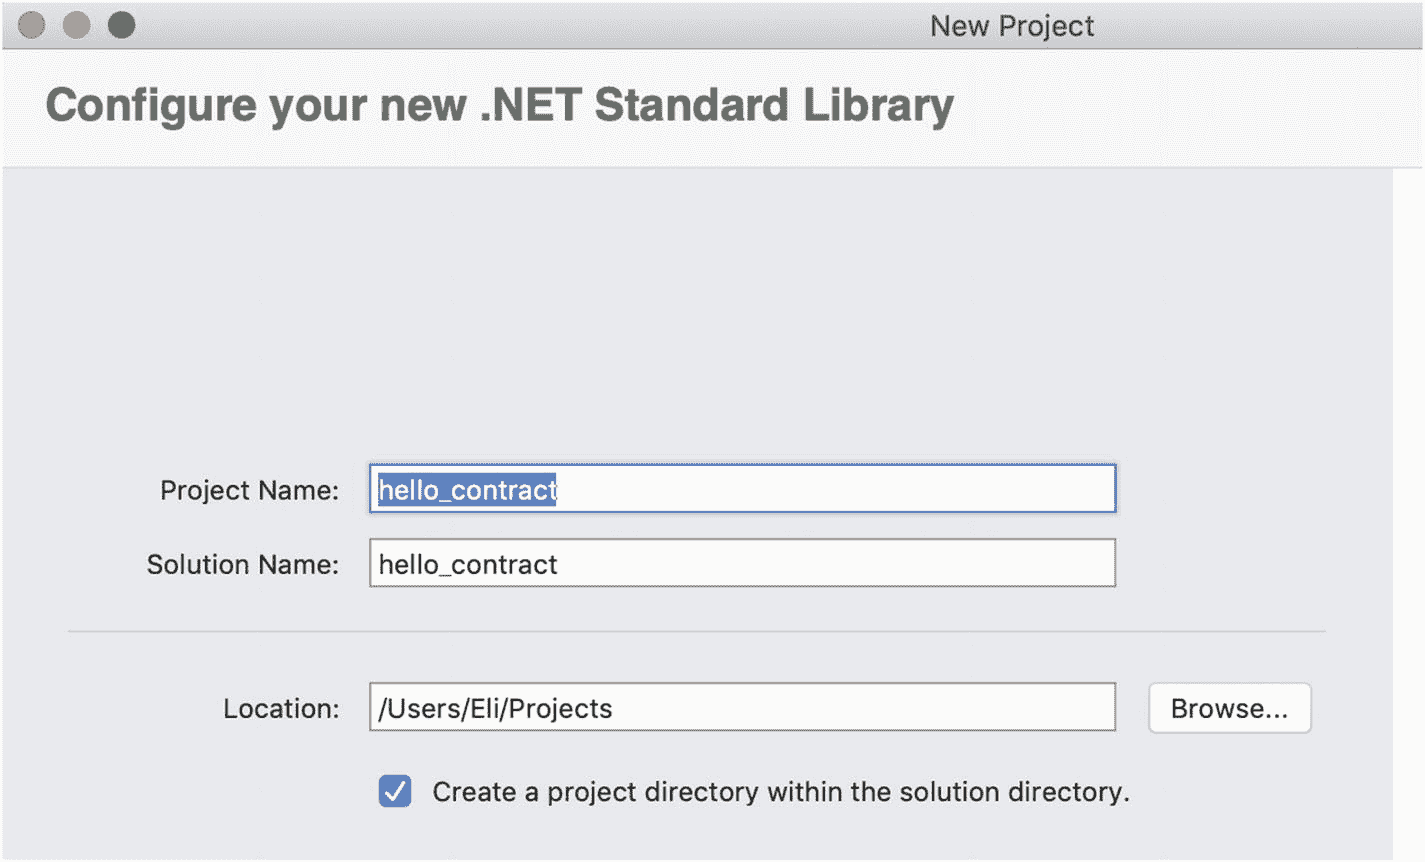 New Project
Configure your new .NET Standard Library
Project Name: hello_contract
Solution Name: hello_contract
Location: /Users/Eli/Projects Browse...
Create a project directory within the solution directory.